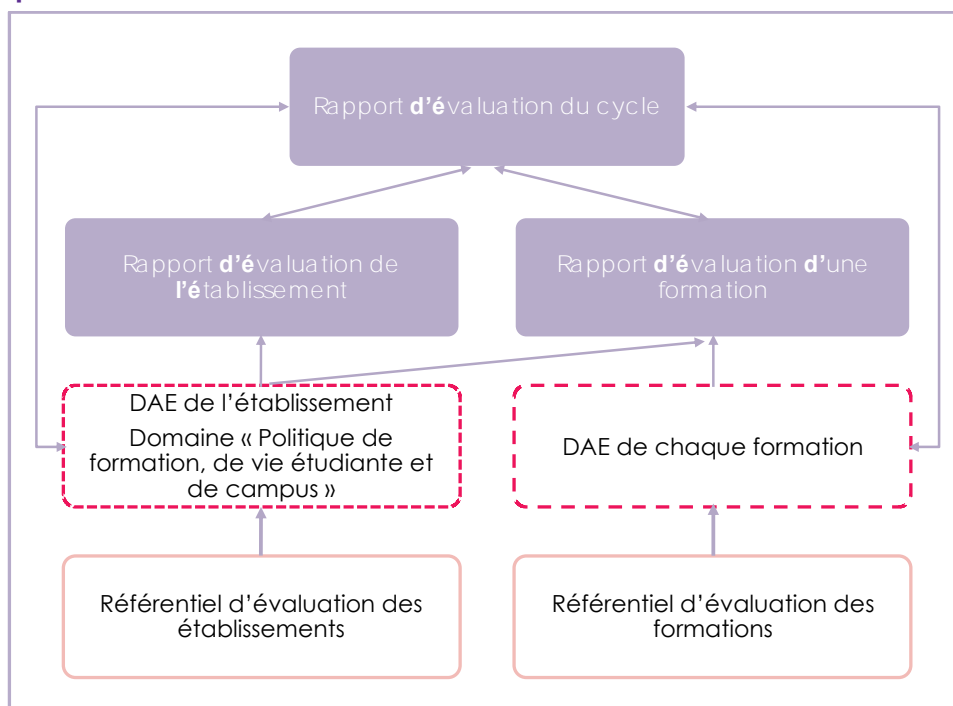 Rapport d'évaluation du cycle
Rapport d'évaluation de
l'établissement
Rapport d'évaluation d'une
formation
DAE de l'établissement
Domaine « Politique de
formation, de vie étudiante et
de campus »
DAE de chaque formation
Référentiel d'évaluation des
établissements
Référentiel d'évaluation des
formations